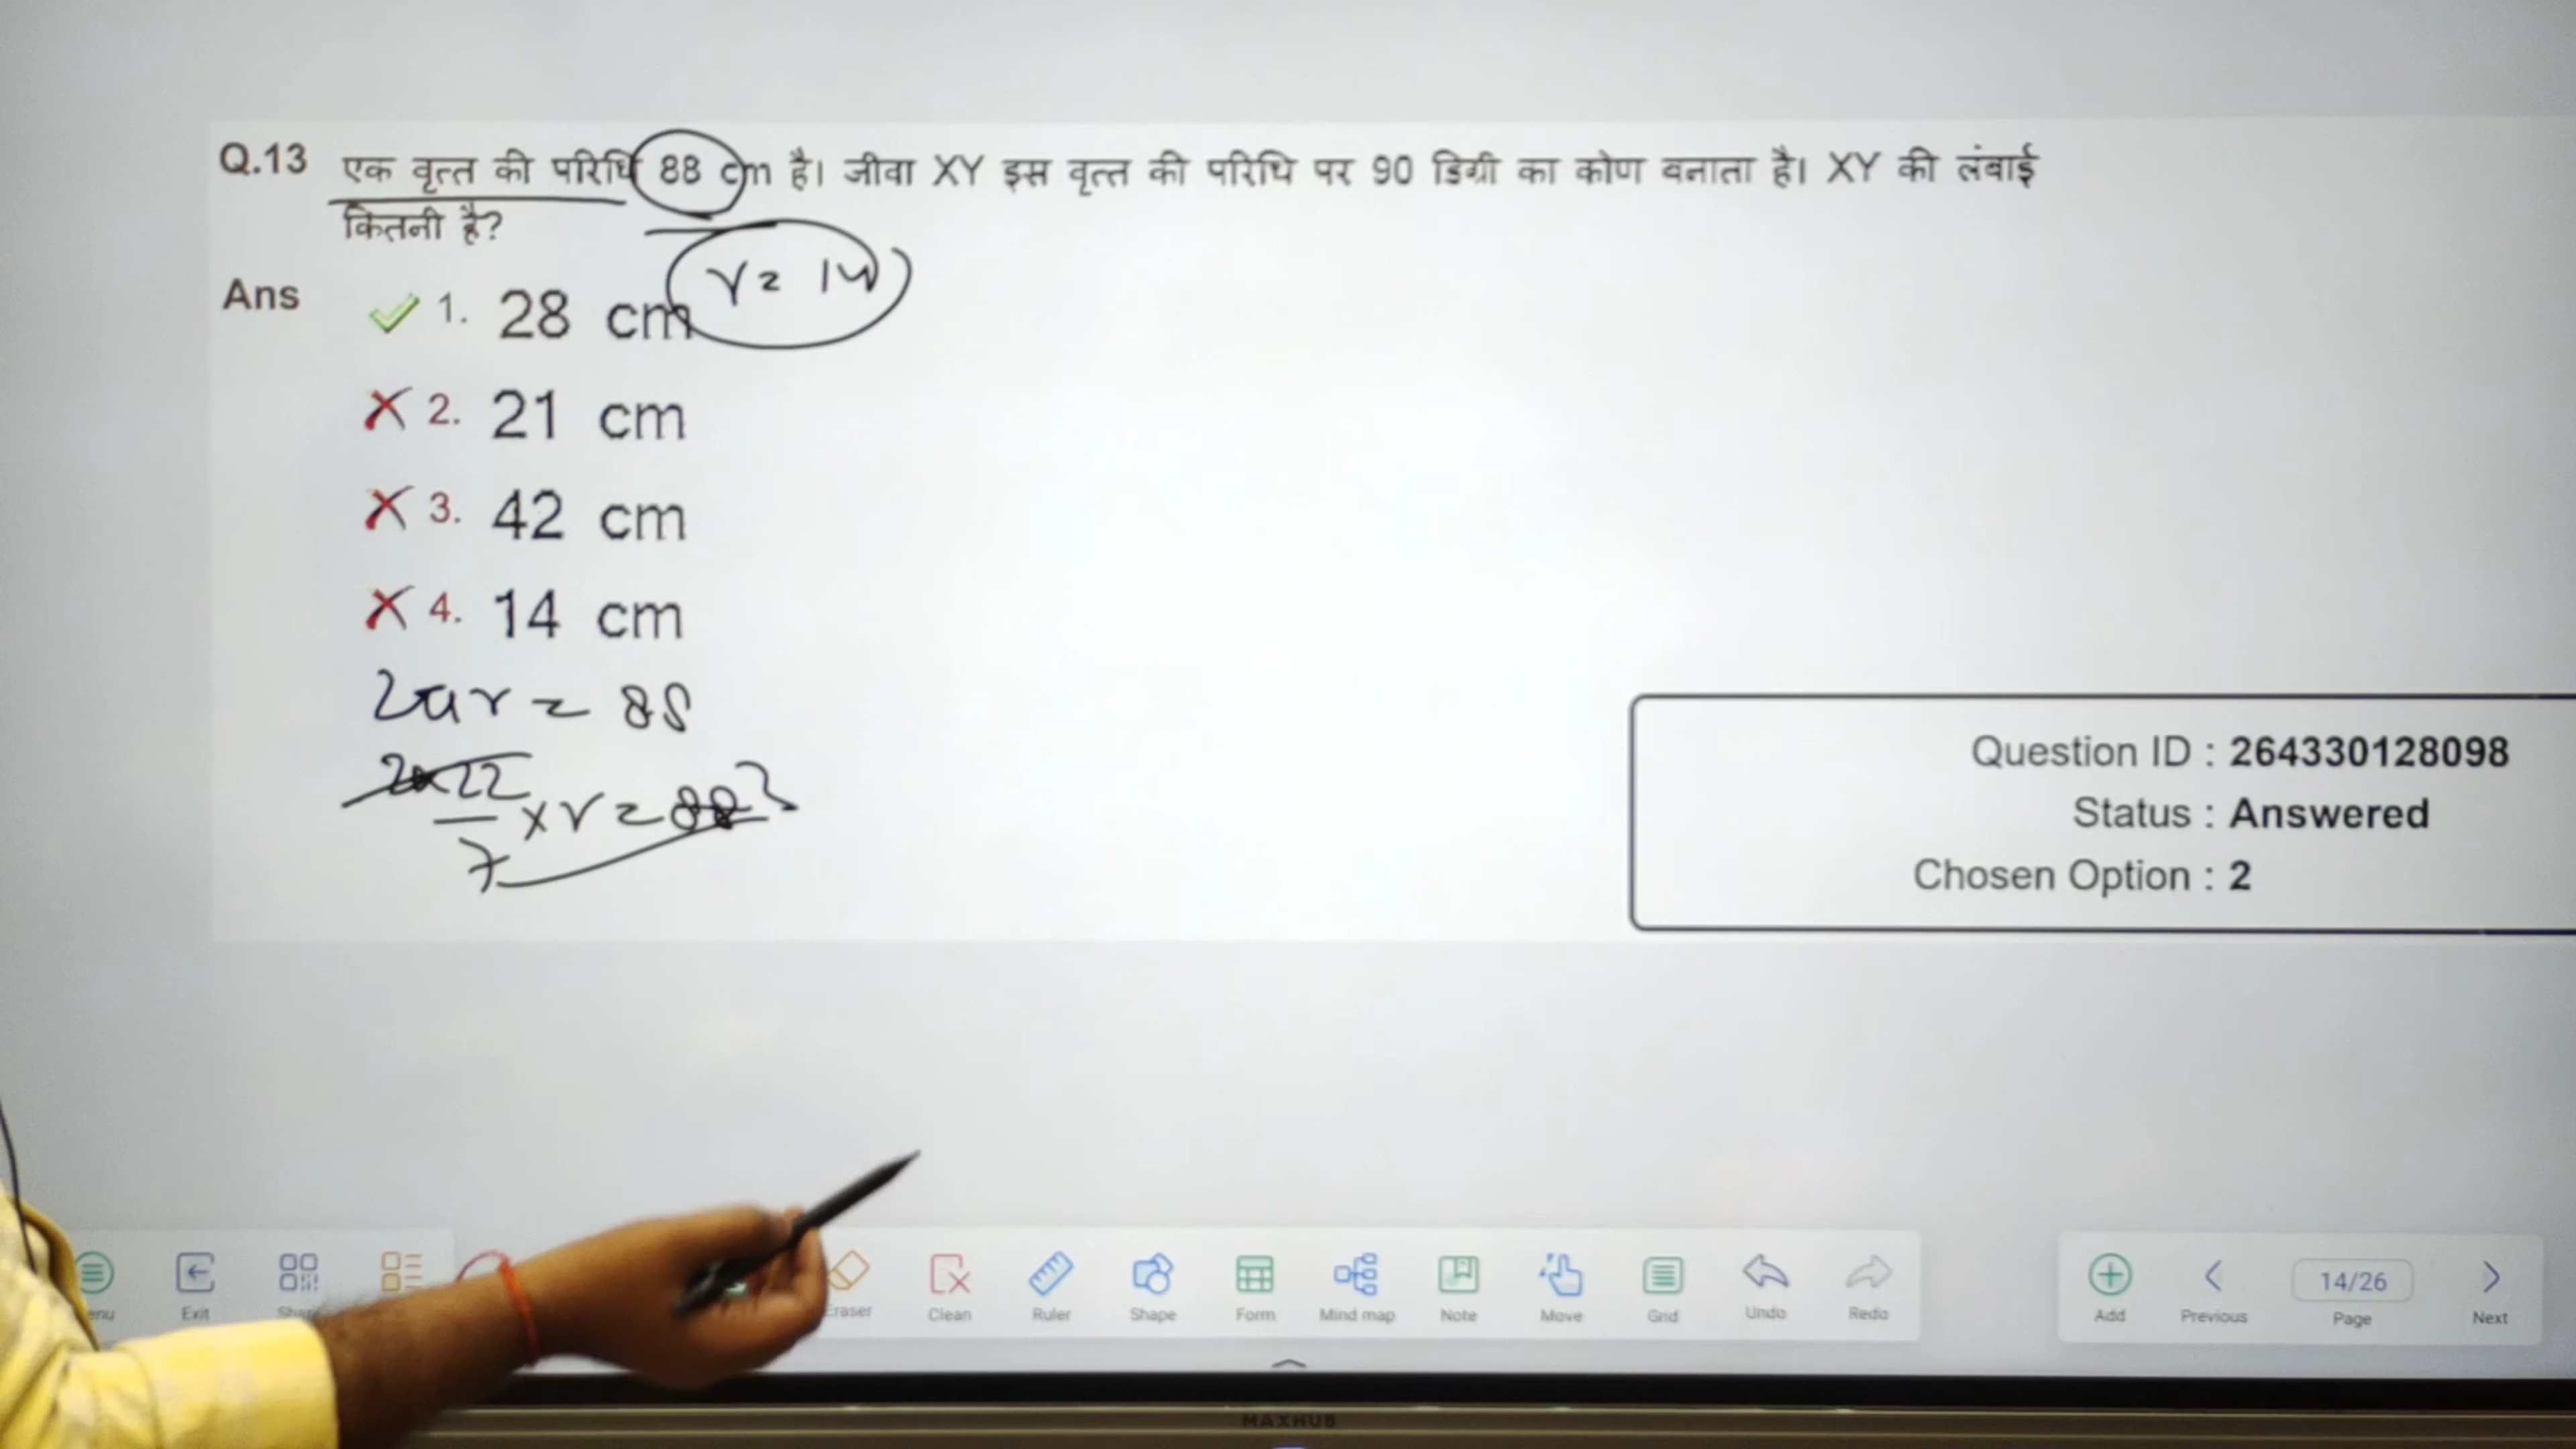 Q.13 एक वृत्त की परिधि 88 cm है। जीवा XY इस वृत्त की परिधि पर 90 डिग्री का कोण बनाता है। XY की लंबाई
कितनी है?
r = 14
Ans 1. 28 cm
2. 21 cm
3. 42 cm
4. 14 cm
2πr = 88
2×22
× r = 88 2
7
Question ID : 264330128098
Status : Answered
Chosen Option : 2
Exit Eraser Clean Ruler Shape Form Mind map Note Move Grid Undo Redo Add Previous 14/26 Page Next
MAXHUB